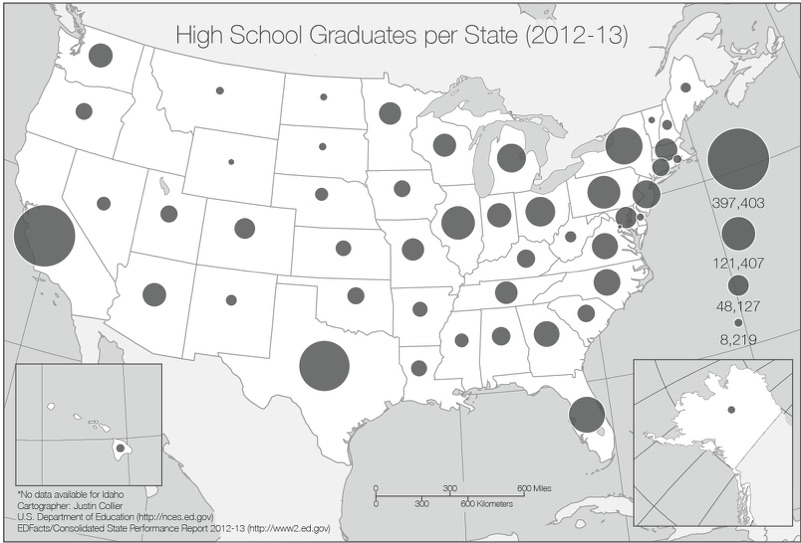 High School Graduates per State (2012-13)
397,403
121,407
48,127
8,219
0 300 600 Miles
0 300 600 Kilometers
*No data available for Idaho
Cartographer: Justin Collier
U.S. Department of Education (http://nces.ed.gov)
EDFacts/Consolidated State Performance Report 2012-13 (http://www2.ed.gov)